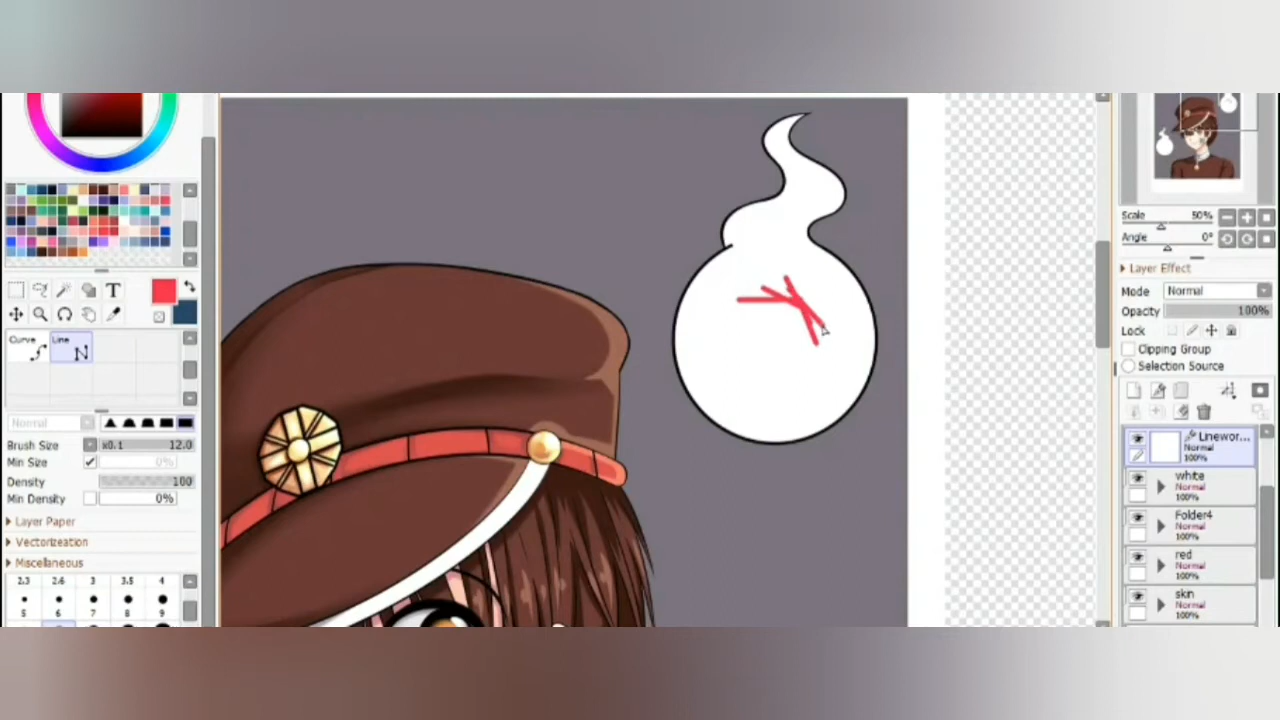 T
Curve
Line
Normal
Brush Size x0.1 12.0
Min Size 0%
Density 100
Min Density 0%
Layer Paper
Vectorizeation
Miscellaneous
2.3 2.6 3 3.5 4
5 6 7 8 9
Scale 50%
Angle 0°
Layer Effect
Mode Normal
Opacity 100%
Lock
Clipping Group
Selection Source
Linewor...
Normal
100%
white
Normal
100%
Folder4
Normal
100%
red
Normal
100%
skin
Normal
100%